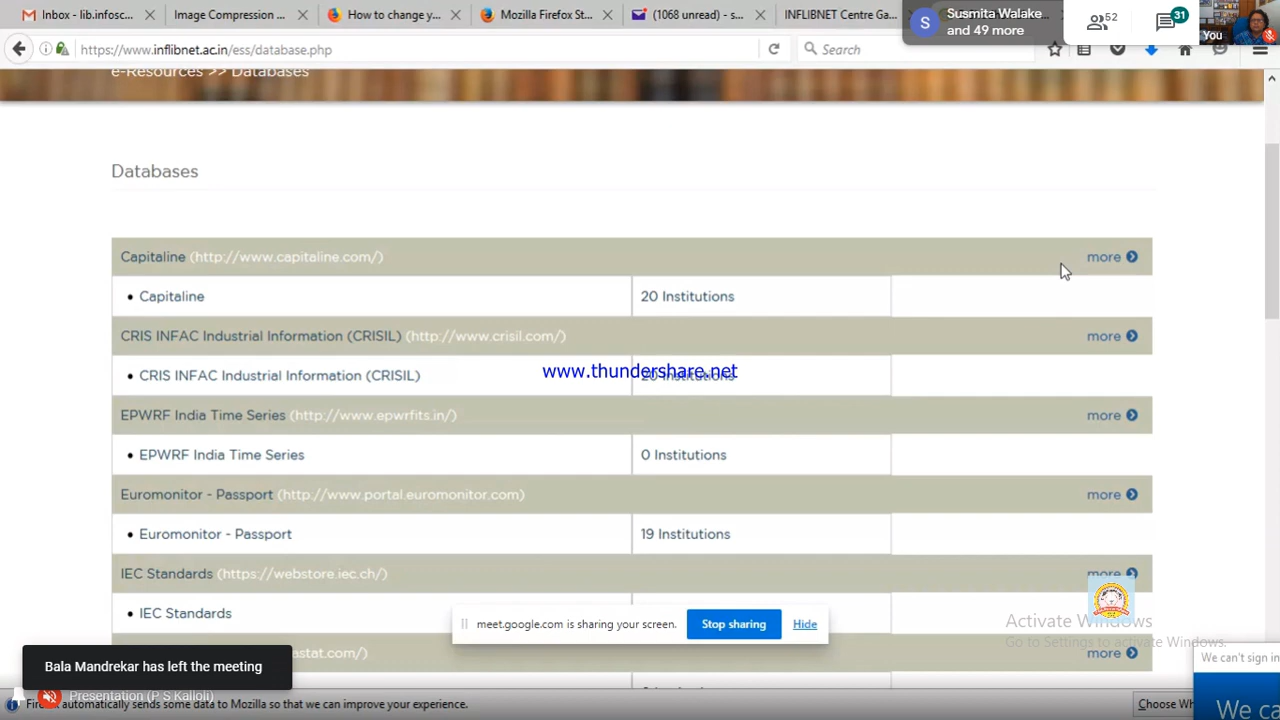 Inbox - lib.infosc...
Image Compression ...
How to change y...
Mozilla Firefox St...
(1068 unread) - s...
INFLIBNET Centre Ga...
Susmita Walake
and 49 more
52
31
You
https://www.inflibnet.ac.in/ess/database.php
Search
e-Resources >> Databases
Databases
Capitaline (http://www.capitaline.com/)
more
• Capitaline
20 Institutions
CRIS INFAC Industrial Information (CRISIL) (http://www.crisil.com/)
more
• CRIS INFAC Industrial Information (CRISIL)
20 Institutions
www.thundershare.net
EPWRF India Time Series (http://www.epwrfits.in/)
more
• EPWRF India Time Series
0 Institutions
Euromonitor - Passport (http://www.portal.euromonitor.com)
more
• Euromonitor - Passport
19 Institutions
IEC Standards (https://webstore.iec.ch/)
more
• IEC Standards
meet.google.com is sharing your screen.
Stop sharing
Hide
Activate Windows
Go to Settings to activate Windows.
more
We can't sign in
Bala Mandrekar has left the meeting
Presentation (P S Kalloli)
automatically sends some data to Mozilla so that we can improve your experience.
Choose Wh
We ca